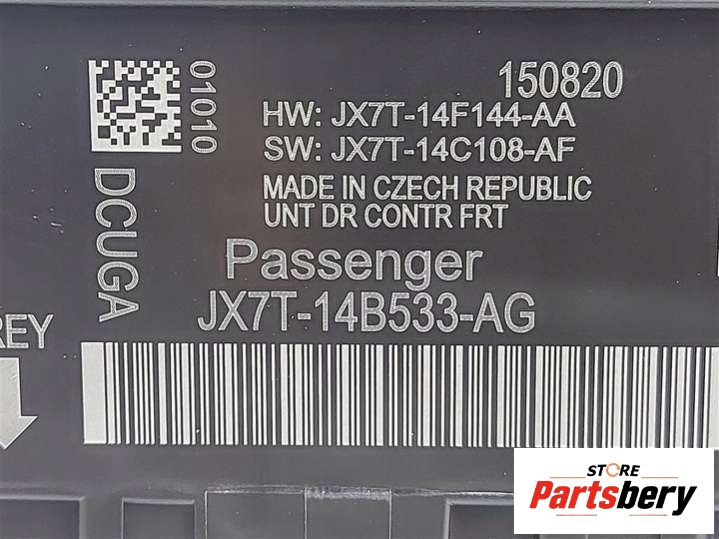 150820
01010
HW: JX7T-14F144-AA
SW: JX7T-14C108-AF
MADE IN CZECH REPUBLIC
UNT DR CONTR FRT
DCUGA
Passenger
JX7T-14B533-AG
REY
STORE
Partsbery